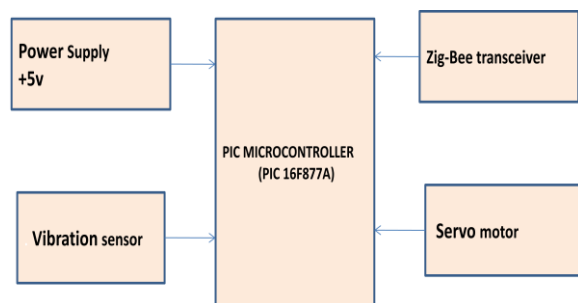 Power Supply
+5v
Zig-Bee transceiver
PIC MICROCONTROLLER
(PIC 16F877A)
Vibration sensor
Servo motor